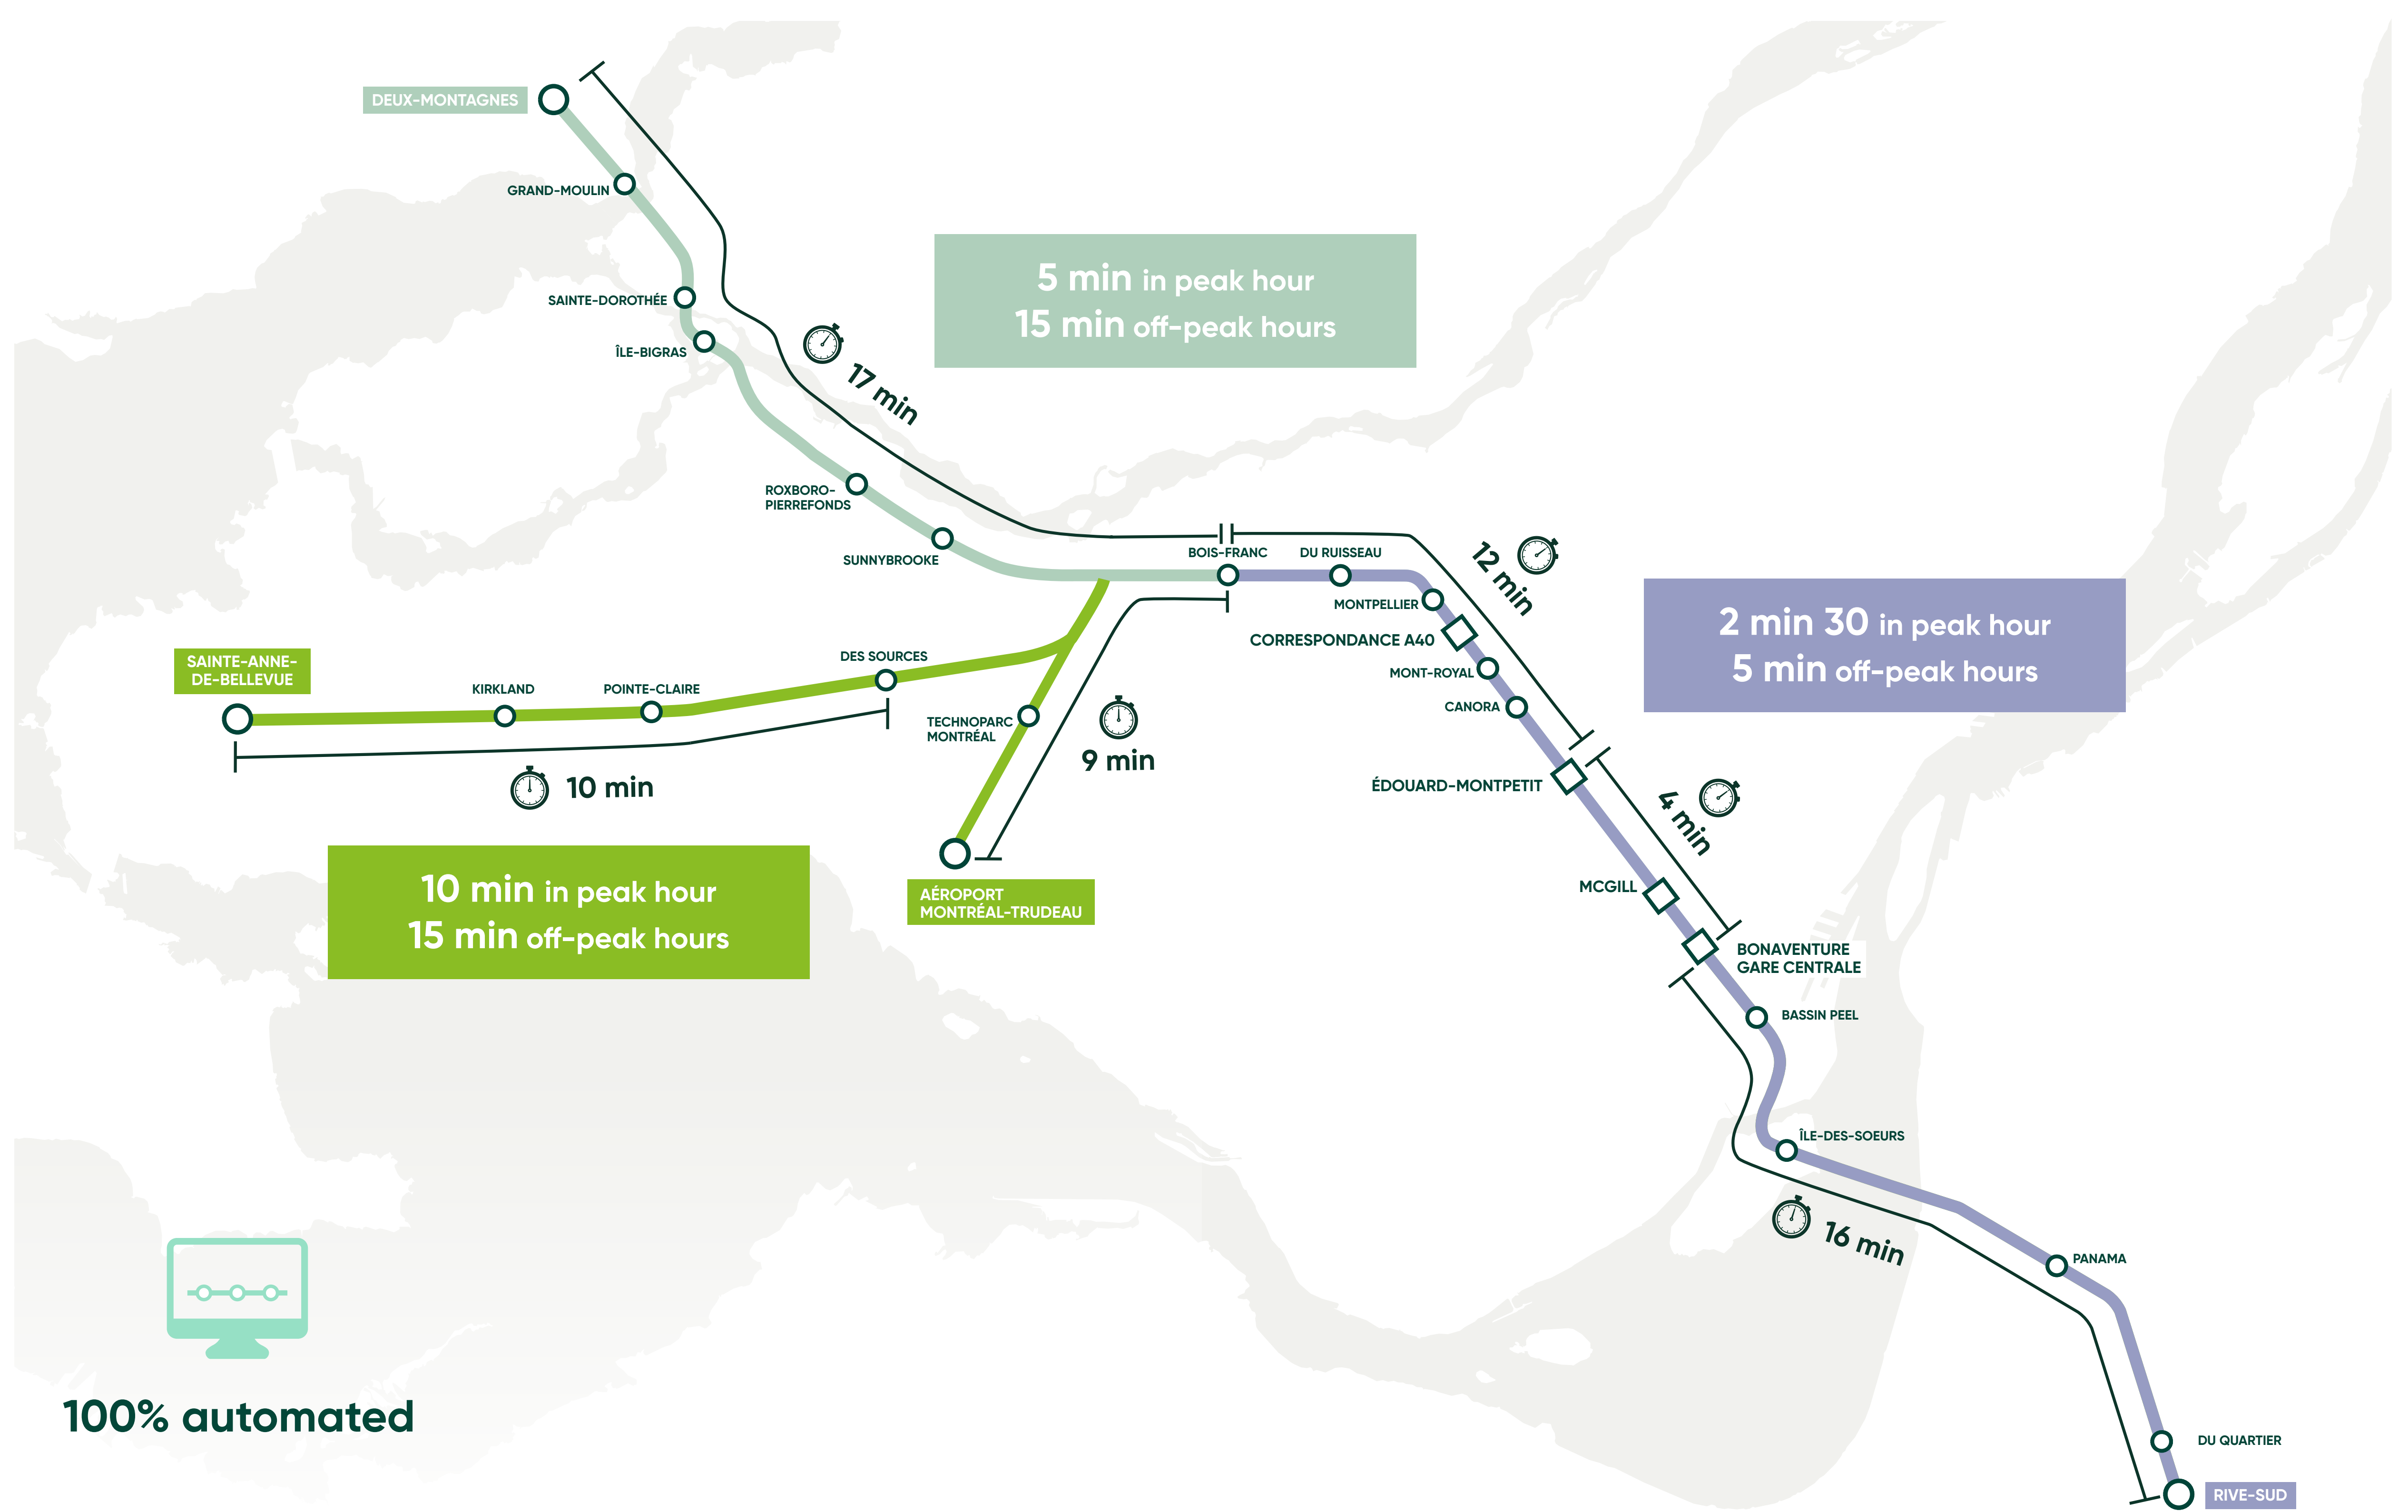 DEUX-MONTAGNES
GRAND-MOULIN
SAINTE-DOROTHÉE
ÎLE-BIGRAS
17 min
5 min in peak hour
15 min off-peak hours
ROXBORO-
PIERREFONDS
SUNNYBROOKE
BOIS-FRANC
DU RUISSEAU
12 min
MONTPELLIER
CORRESPONDANCE A40
MONT-ROYAL
CANORA
2 min 30 in peak hour
5 min off-peak hours
SAINTE-ANNE-
DE-BELLEVUE
KIRKLAND
POINTE-CLAIRE
DES SOURCES
TECHNOPARC
MONTRÉAL
9 min
10 min
ÉDOUARD-MONTPETIT
4 min
MCGILL
10 min in peak hour
15 min off-peak hours
AÉROPORT
MONTRÉAL-TRUDEAU
BONAVENTURE
GARE CENTRALE
BASSIN PEEL
ÎLE-DES-SOEURS
16 min
PANAMA
100% automated
DU QUARTIER
RIVE-SUD